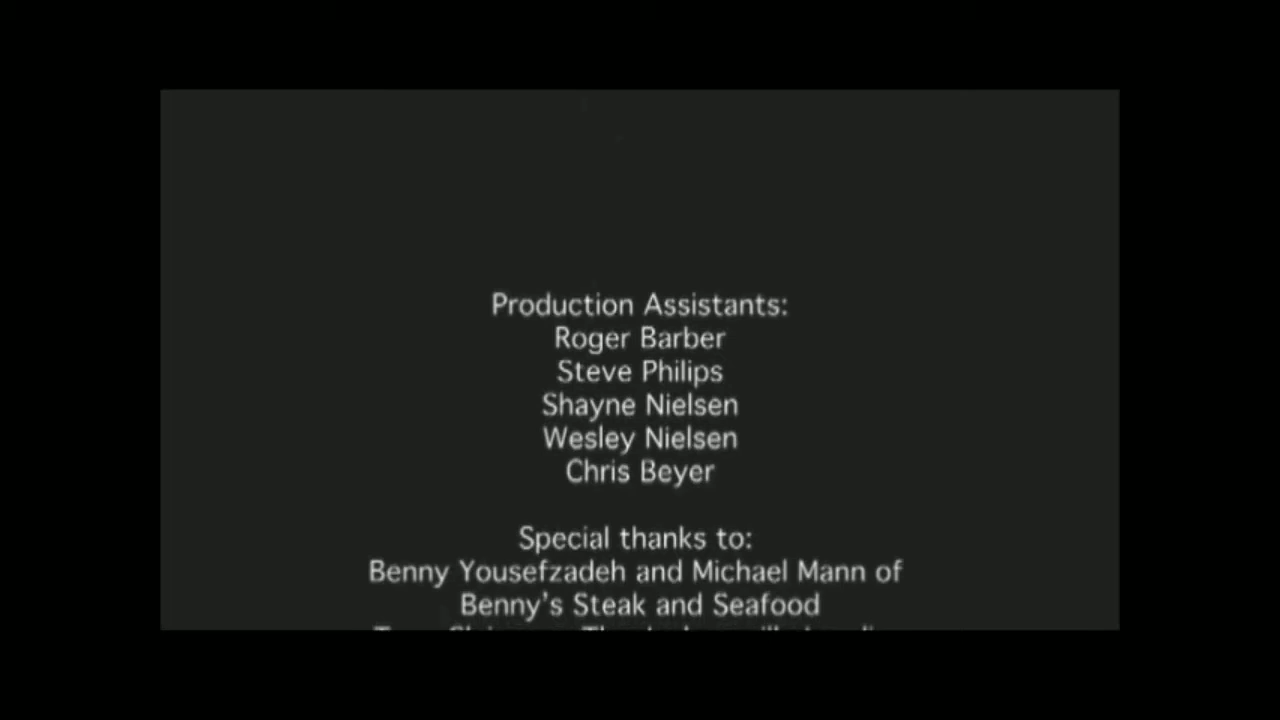 Production Assistants:
Roger Barber
Steve Philips
Shayne Nielsen
Wesley Nielsen
Chris Beyer
Special thanks to:
Benny Yousefzadeh and Michael Mann of
Benny's Steak and Seafood